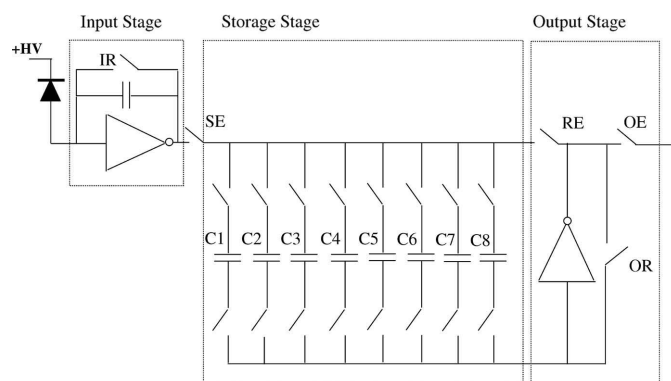 Input Stage
Storage Stage
Output Stage
+HV
IR
SE
RE
OE
C1 C2 C3 C4 C5 C6 C7 C8
OR